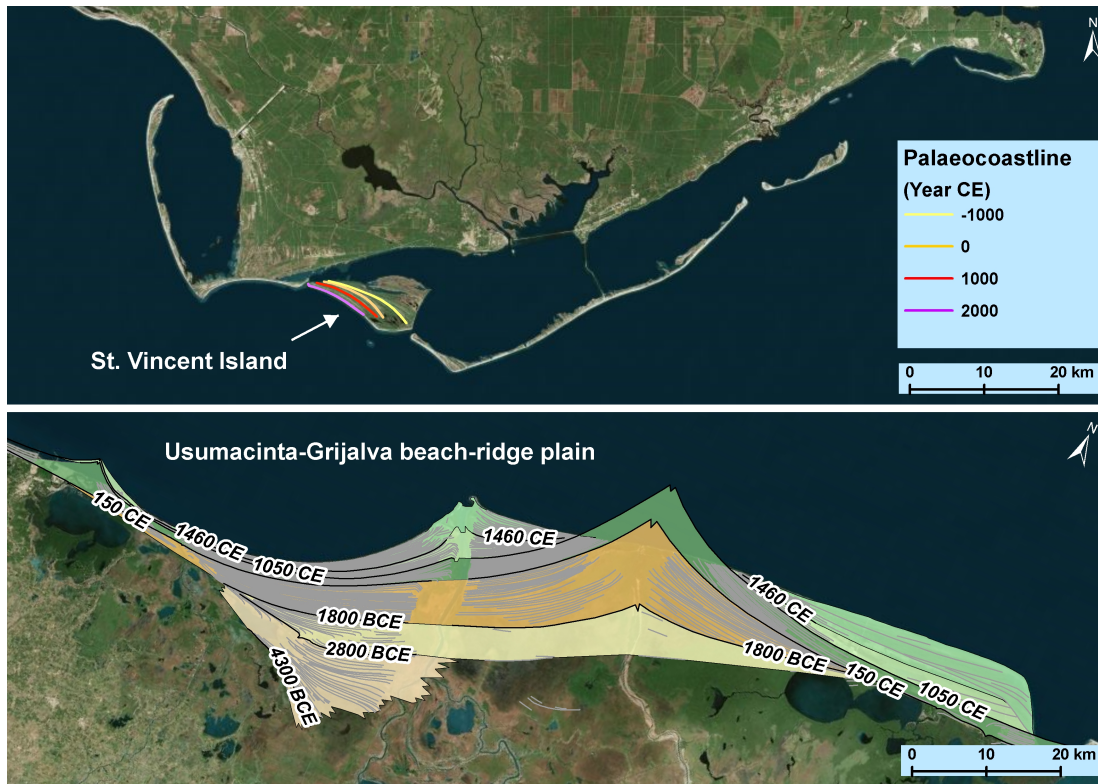 N
Palaeocoastline
(Year CE)
-1000
0
1000
2000
0 10 20 km
St. Vincent Island
Usumacinta-Grijalva beach-ridge plain
N
150 CE
1460 CE
1050 CE
1460 CE
1460 CE
1800 BCE
2800 BCE
4300 BCE
1800 BCE
150 CE
1050 CE
0 10 20 km